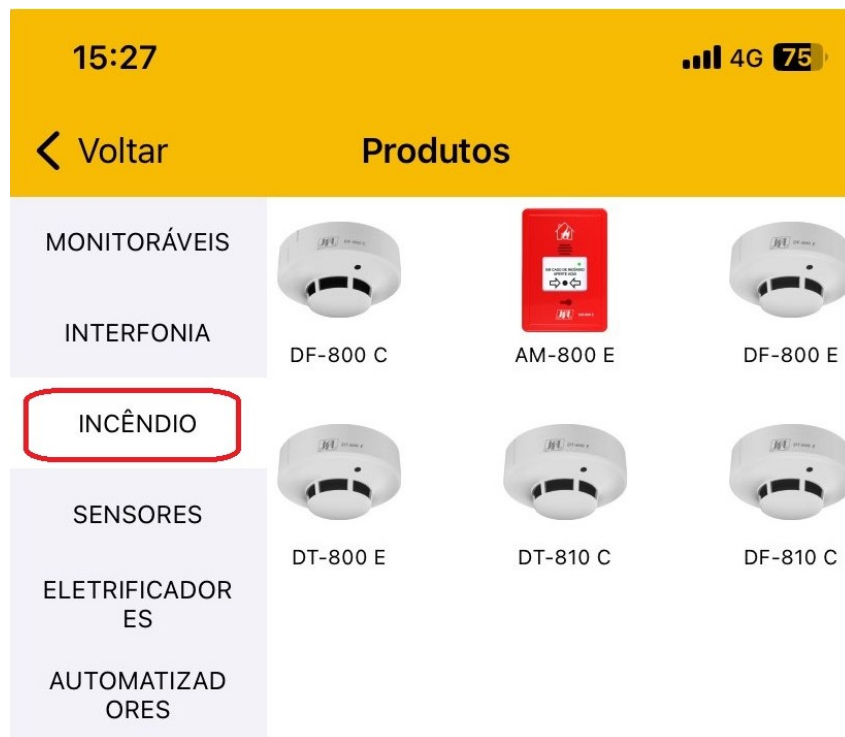 15:27
4G 75
Voltar
Produtos
MONITORÁVEIS
INTERFONIA
INCÊNDIO
SENSORES
ELETRIFICADOR
ES
AUTOMATIZAD
ORES
DF-800 C
AM-800 E
DF-800 E
DT-800 E
DT-810 C
DF-810 C